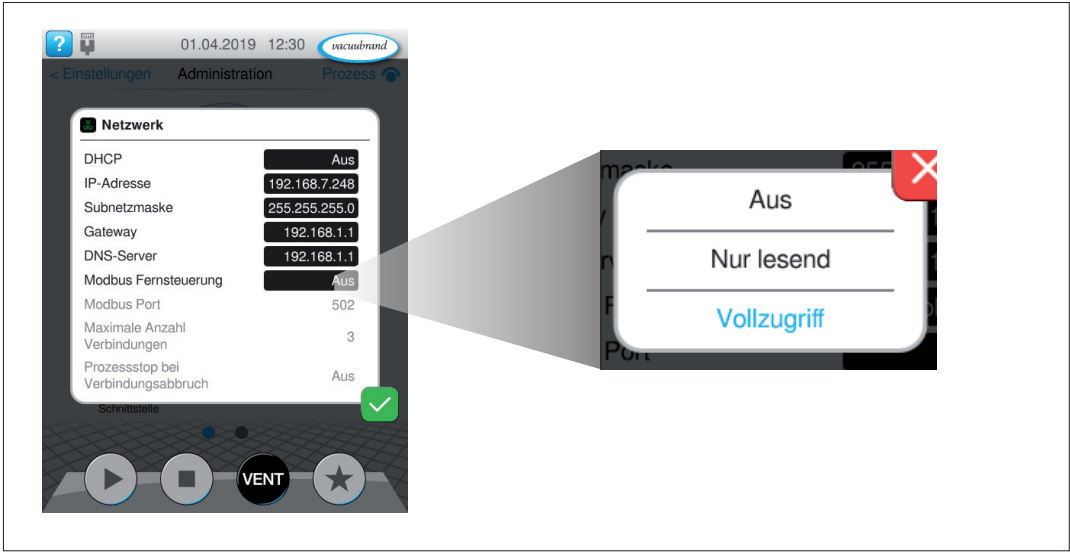 ?
01.04.2019 12:30
vacuubrand
< Einstellungen Administration Prozess
Netzwerk
DHCP Aus
IP-Adresse 192.168.7.248
Subnetzmaske 255.255.255.0
Gateway 192.168.1.1
DNS-Server 192.168.1.1
Modbus Fernsteuerung Aus
Modbus Port 502
Maximale Anzahl
Verbindungen 3
Prozessstop bei
Verbindungsabbruch Aus
Schnittstelle
VENT
Aus
Nur lesend
Vollzugriff
Port